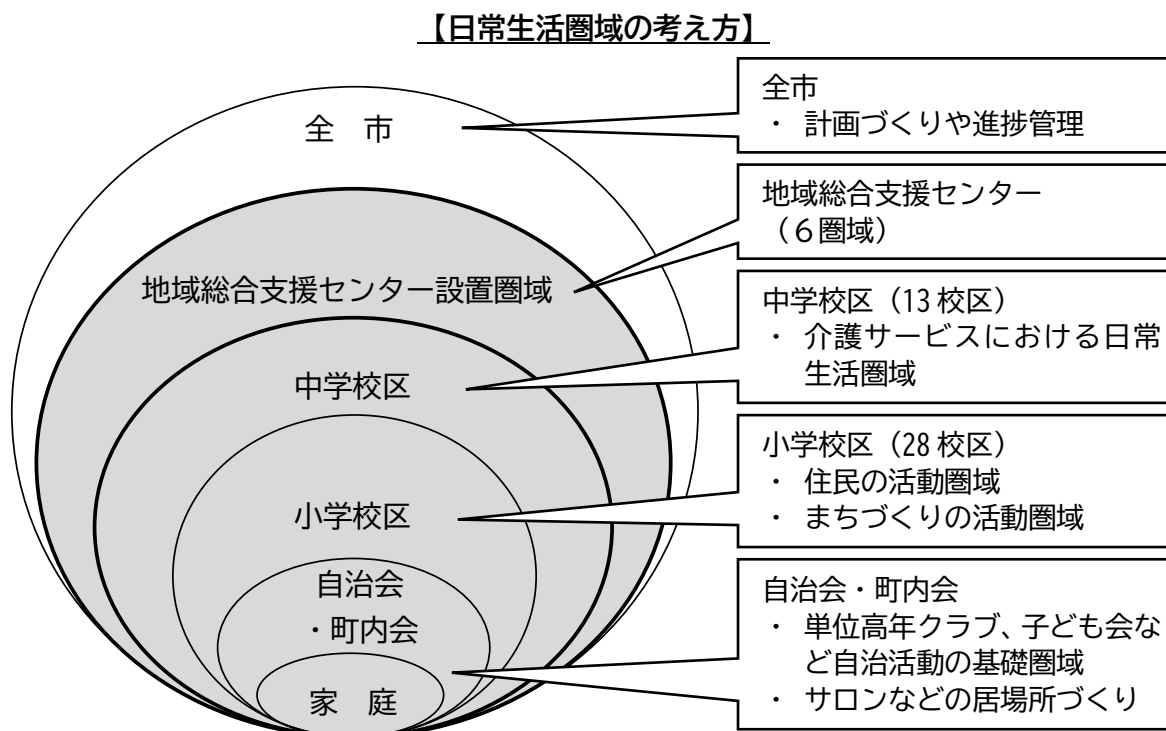 【日常生活圏域の考え方】
全　市
地域総合支援センター設置圏域
中学校区
小学校区
自治会
・町内会
家　庭
全市
・ 計画づくりや進捗管理
地域総合支援センター
（６圏域）
中学校区（13 校区）
・ 介護サービスにおける日常
生活圏域
小学校区（28 校区）
・ 住民の活動圏域
・ まちづくりの活動圏域
自治会・町内会
・ 単位高年クラブ、子ども会な
ど自治活動の基礎圏域
・ サロンなどの居場所づくり